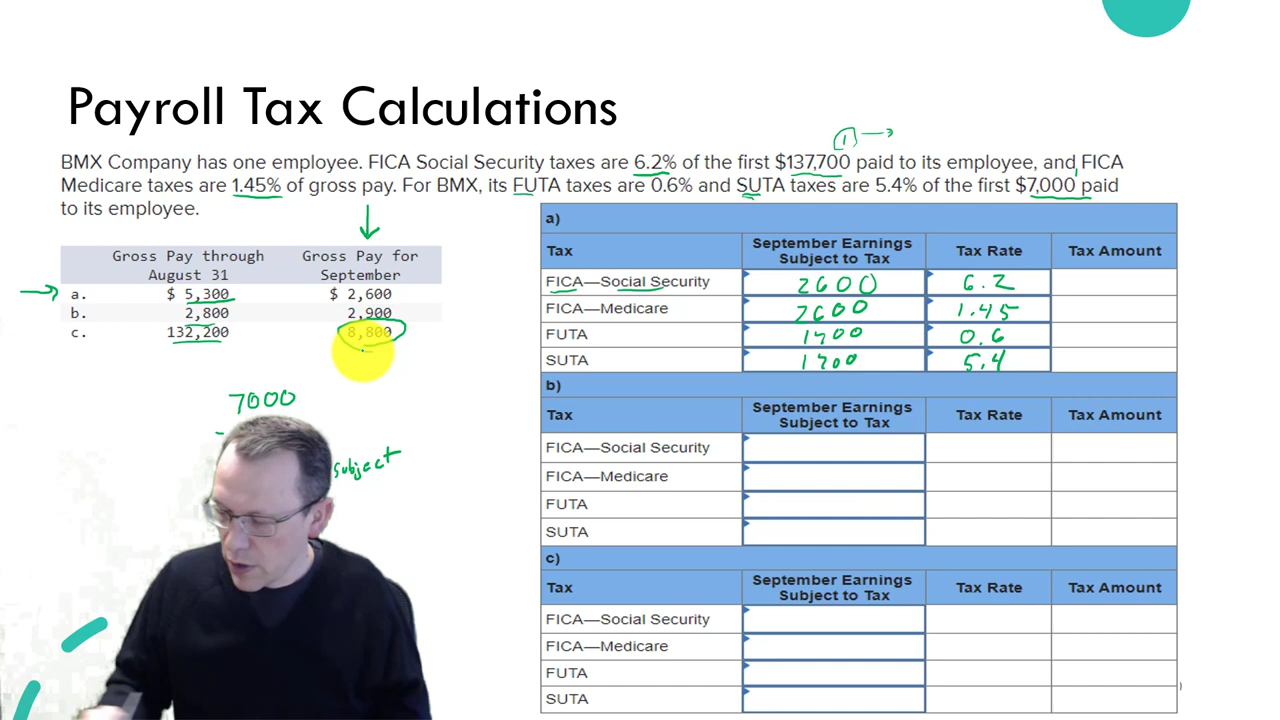 Payroll Tax Calculations
1
BMX Company has one employee. FICA Social Security taxes are 6.2% of the first $137,700 paid to its employee, and FICA
Medicare taxes are 1.45% of gross pay. For BMX, its FUTA taxes are 0.6% and SUTA taxes are 5.4% of the first $7,000 paid
to its employee.
Gross Pay through August 31 Gross Pay for September
a. $ 5,300 $ 2,600
b. 2,800 2,900
c. 132,200 8,800
7000
subject
a)
Tax September Earnings Subject to Tax Tax Rate Tax Amount
FICA—Social Security 2600 6.2
FICA—Medicare 2600 1.45
FUTA 1700 0.6
SUTA 1700 5.4
b)
Tax September Earnings Subject to Tax Tax Rate Tax Amount
FICA—Social Security
FICA—Medicare
FUTA
SUTA
c)
Tax September Earnings Subject to Tax Tax Rate Tax Amount
FICA—Social Security
FICA—Medicare
FUTA
SUTA